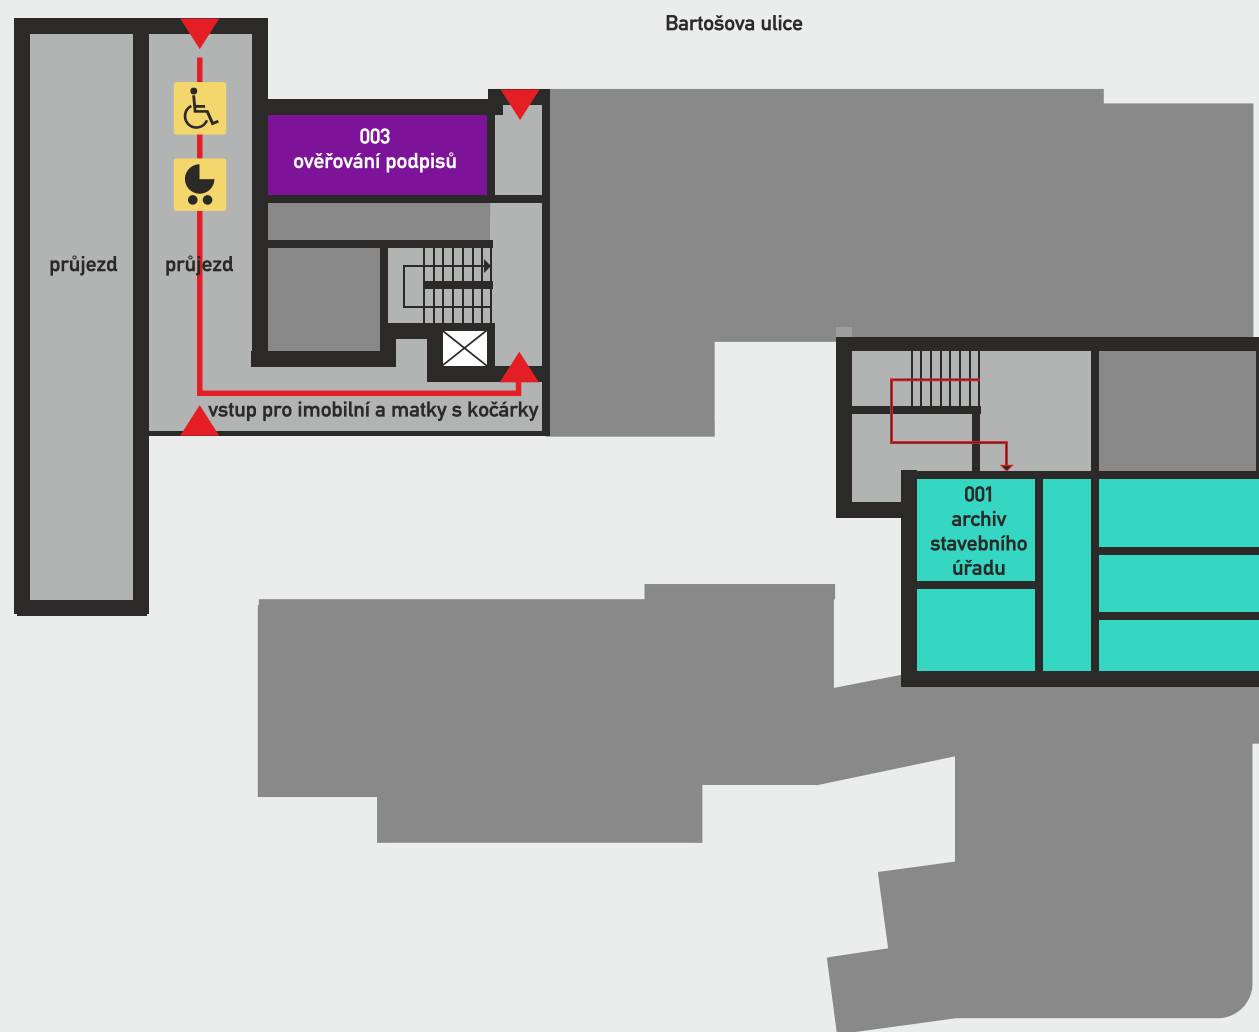 Bartošova ulice
003
ověřování podpisů
průjezd
průjezd
vstup pro imobilní a matky s kočárky
001
archiv
stavebního
úřadu